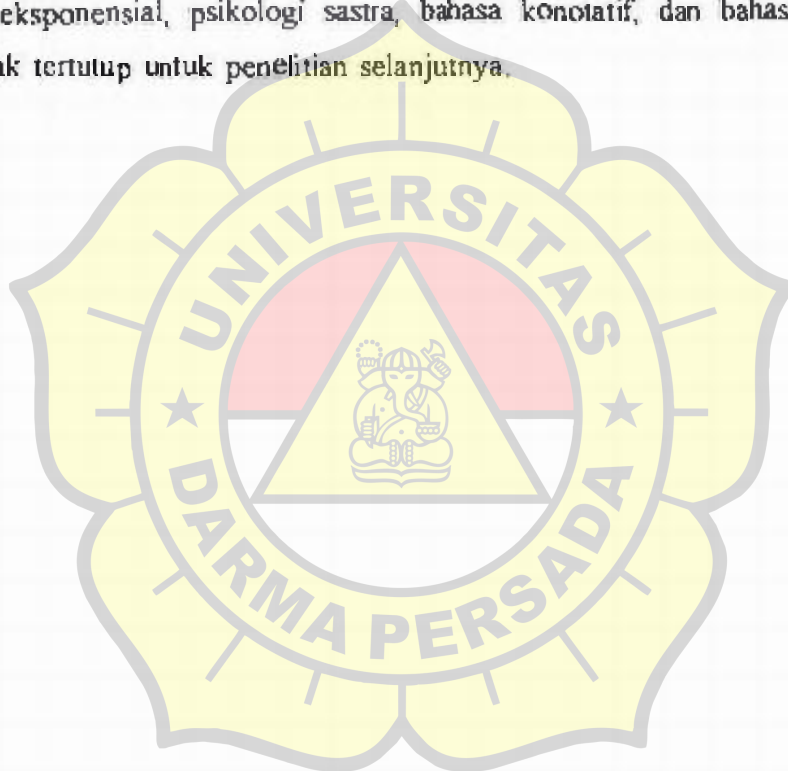 eksponensial, psikologi sastra, bahasa konotatif, dan bahas
ak tertutup untuk penelitian selanjutnya.
UNIVERSITAS
DARMA PERSADA